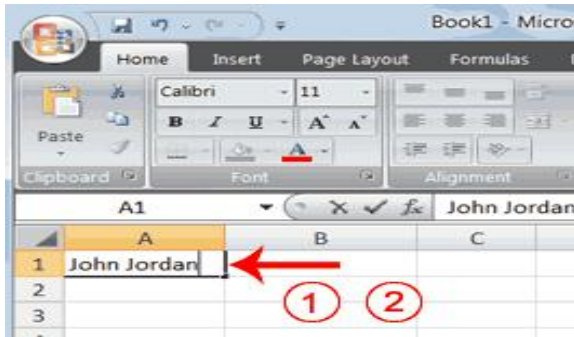 Book1 - Micro
Home Insert Page Layout Formulas
Calibri 11
B I U A A
Paste
A
Clipboard Font Alignment
A1 fx John Jordan
A B C
1 John Jordan
2
3
1 2